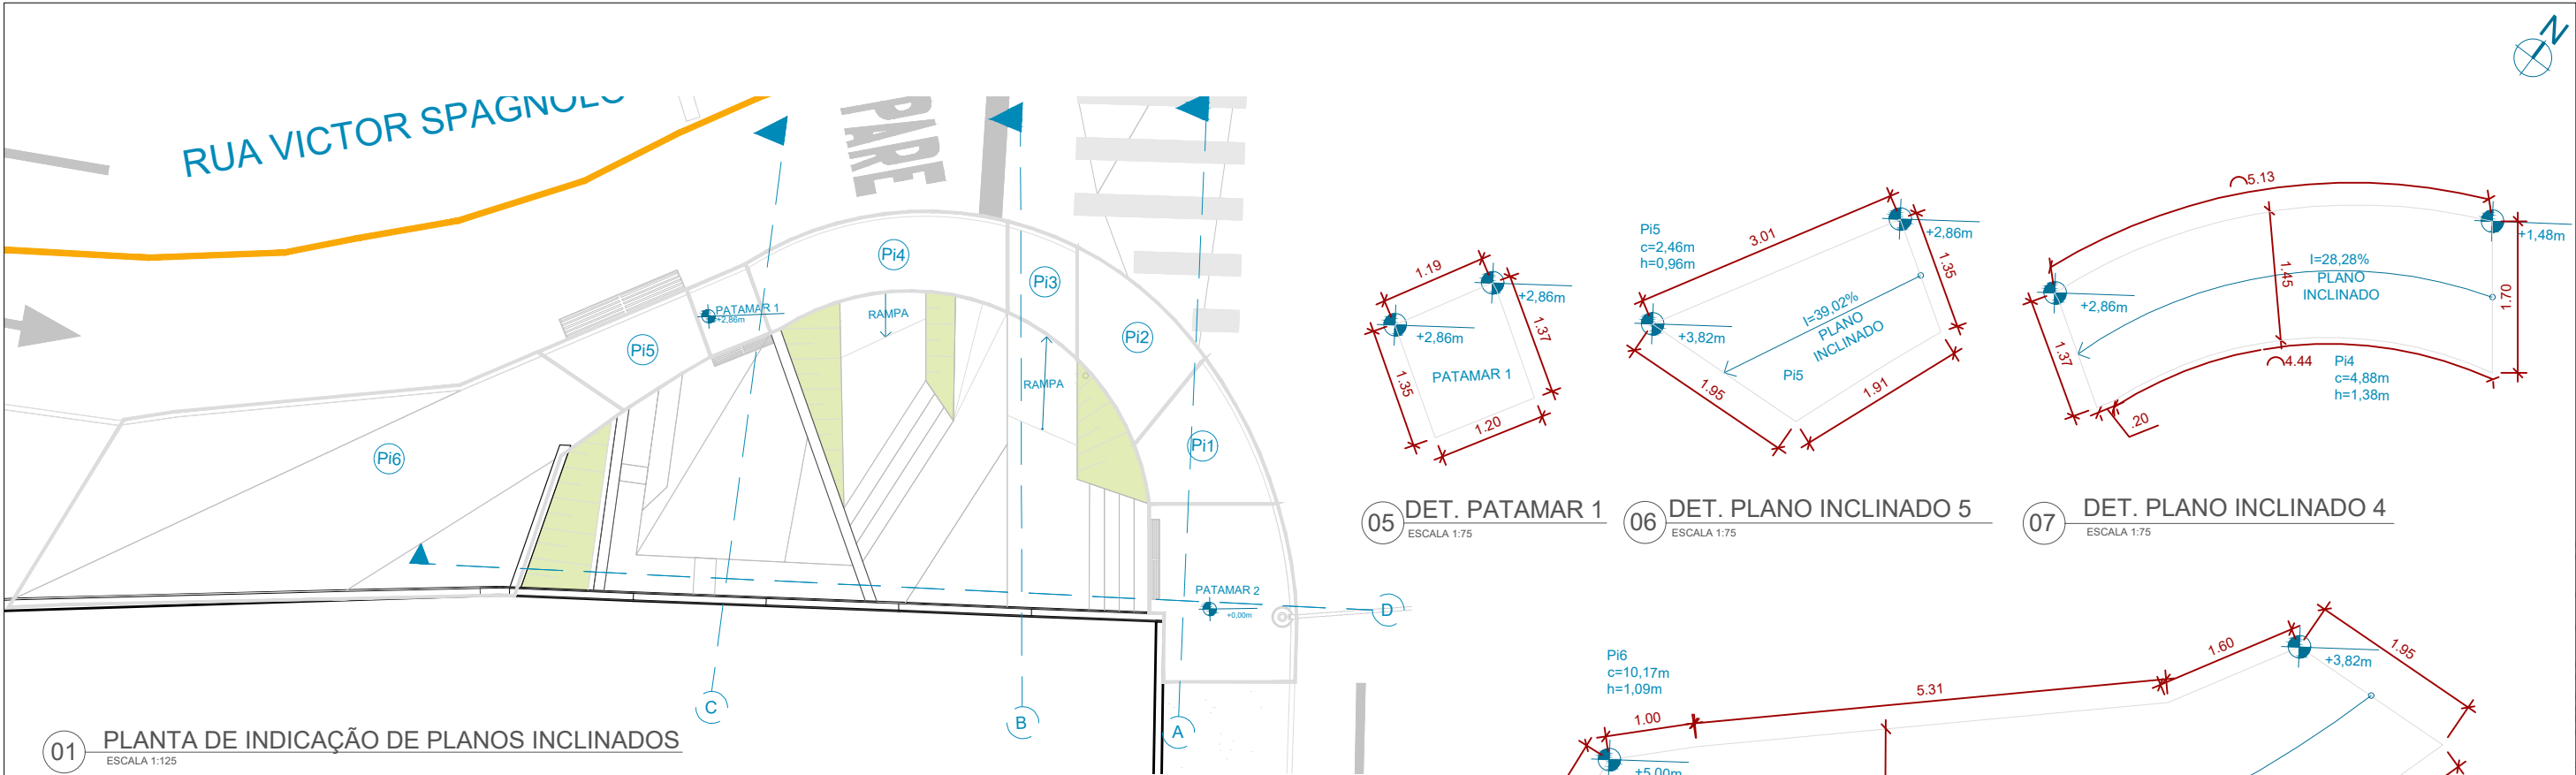 N
RUA VICTOR SPAGNOLO
PARE
Pi4
Pi3
Pi2
Pi1
Pi5
Pi6
PATAMAR 1
+2,86m
RAMPA
RAMPA
PATAMAR 2
+0,00m
C
B
A
D
01
PLANTA DE INDICAÇÃO DE PLANOS INCLINADOS
ESCALA 1:125
1.19
+2,86m
+2,86m
1.37
1.35
PATAMAR 1
1.20
05
DET. PATAMAR 1
ESCALA 1:75
Pi5
c=2,46m
h=0,96m
3.01
+2,86m
1.35
+3,82m
I=39,02%
PLANO
INCLINADO
Pi5
1.95
1.91
06
DET. PLANO INCLINADO 5
ESCALA 1:75
5.13
+1,48m
I=28,28%
PLANO
INCLINADO
1.45
1.70
+2,86m
1.37
4.44
Pi4
c=4,88m
h=1,38m
.20
07
DET. PLANO INCLINADO 4
ESCALA 1:75
Pi6
c=10,17m
h=1,09m
1.60
1.95
+3,82m
5.31
1.00
+5,00m